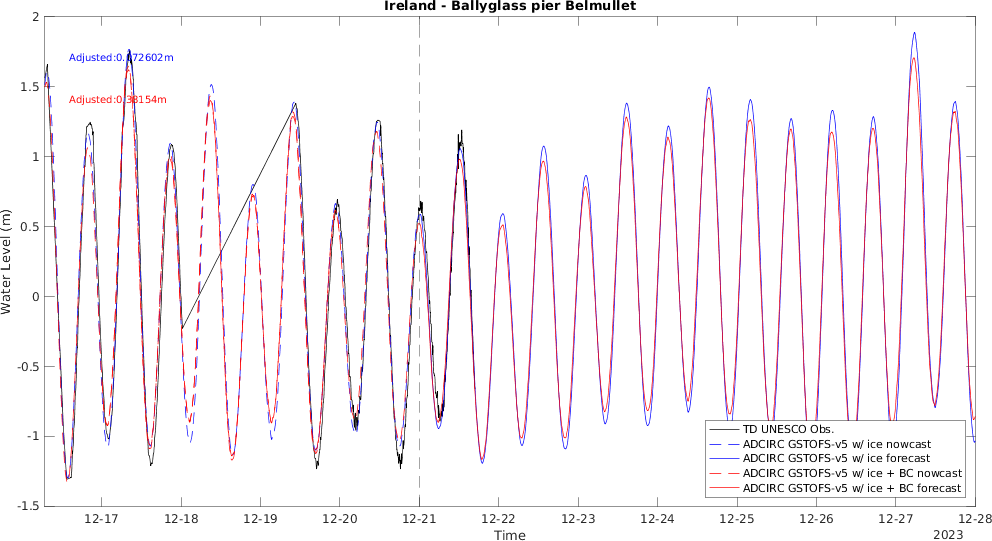 Ireland - Ballyglass pier Belmullet
2
1.5
1
0.5
0
-0.5
-1
-1.5
Water Level (m)
Adjusted:0.172602m
Adjusted:0.38154m
TD UNESCO Obs.
ADCIRC GSTOFS-v5 w/ ice nowcast
ADCIRC GSTOFS-v5 w/ ice forecast
ADCIRC GSTOFS-v5 w/ ice + BC nowcast
ADCIRC GSTOFS-v5 w/ ice + BC forecast
12-17 12-18 12-19 12-20 12-21 12-22 12-23 12-24 12-25 12-26 12-27 12-28
Time
2023